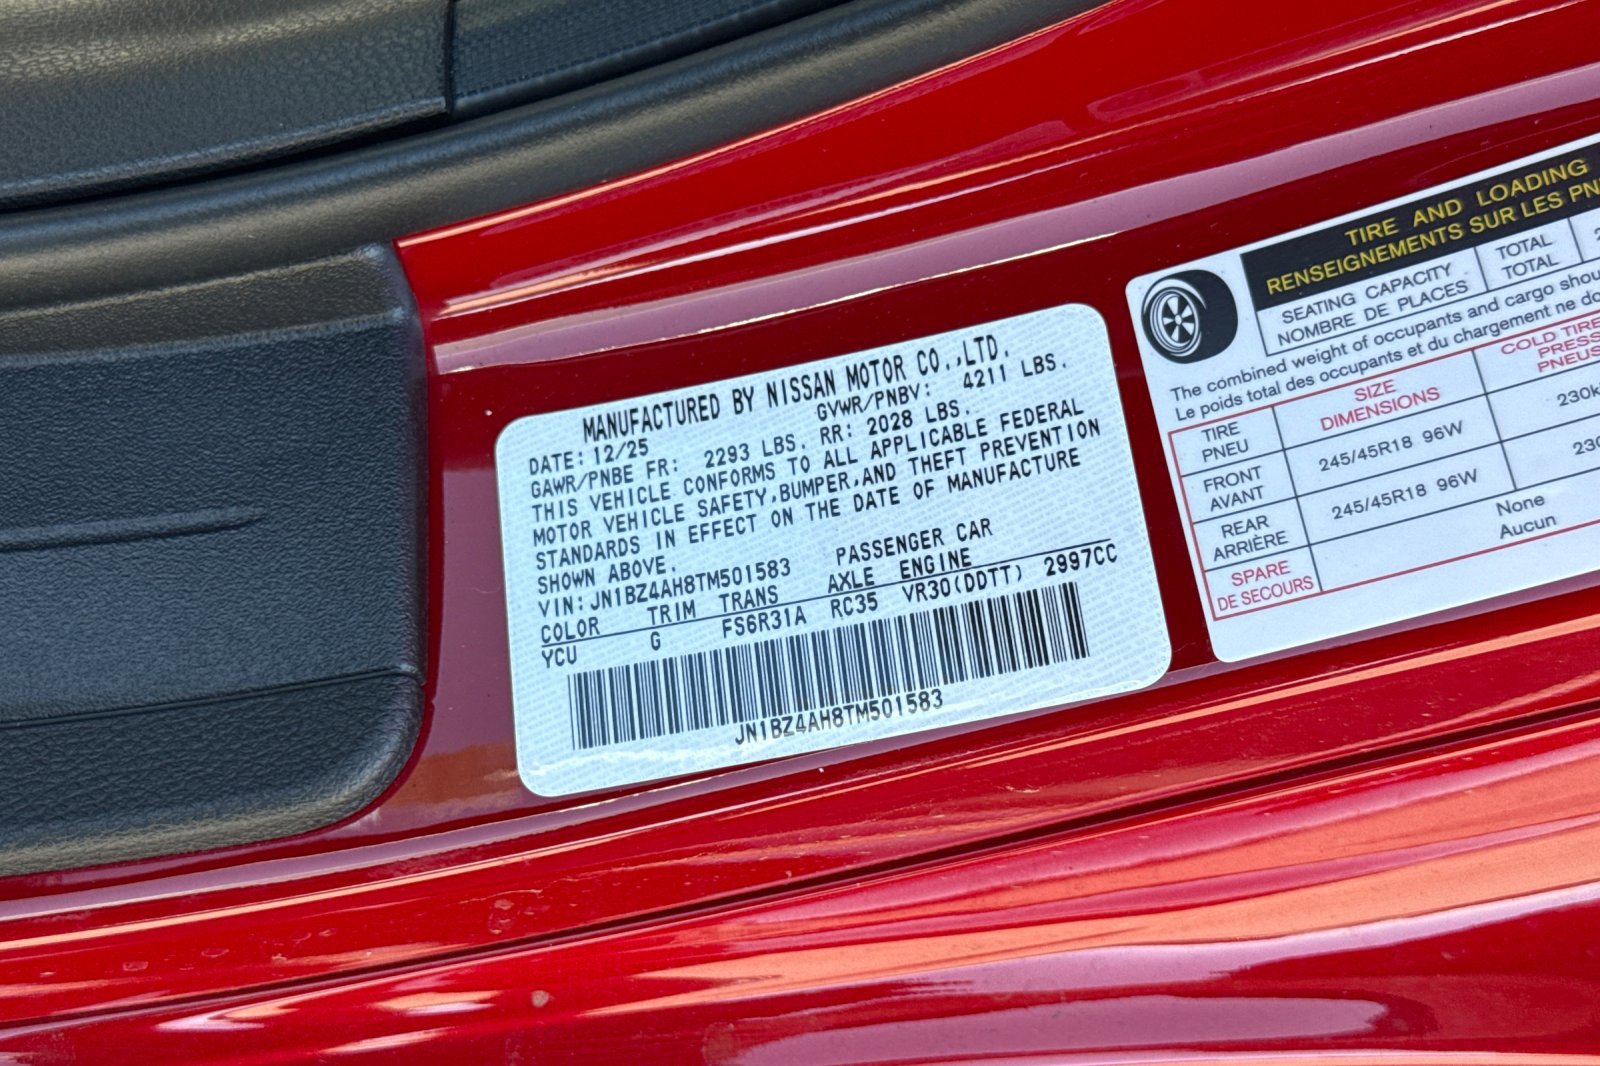 MANUFACTURED BY NISSAN MOTOR CO.,LTD.
DATE: 12/25 GVWR/PNBV: 4211 LBS.
GAWR/PNBE FR: 2293 LBS. RR: 2028 LBS.
THIS VEHICLE CONFORMS TO ALL APPLICABLE FEDERAL
MOTOR VEHICLE SAFETY,BUMPER,AND THEFT PREVENTION
STANDARDS IN EFFECT ON THE DATE OF MANUFACTURE
SHOWN ABOVE.
VIN: JN1BZ4AH8TM501583 PASSENGER CAR
COLOR TRIM TRANS AXLE ENGINE
YCU G FS6R31A RC35 VR30(DDTT) 2997CC
JN1BZ4AH8TM501583
TIRE AND LOADING
RENSEIGNEMENTS SUR LES
SEATING CAPACITY TOTAL
NOMBRE DE PLACES TOTAL
The combined weight of occupants and cargo
Le poids total des occupants et du chargement ne
TIRE SIZE COLD TIRE
PNEU DIMENSIONS
FRONT 245/45R18 96W
AVANT
REAR 245/45R18 96W
ARRIÈRE
SPARE None
DE SECOURS Aucun